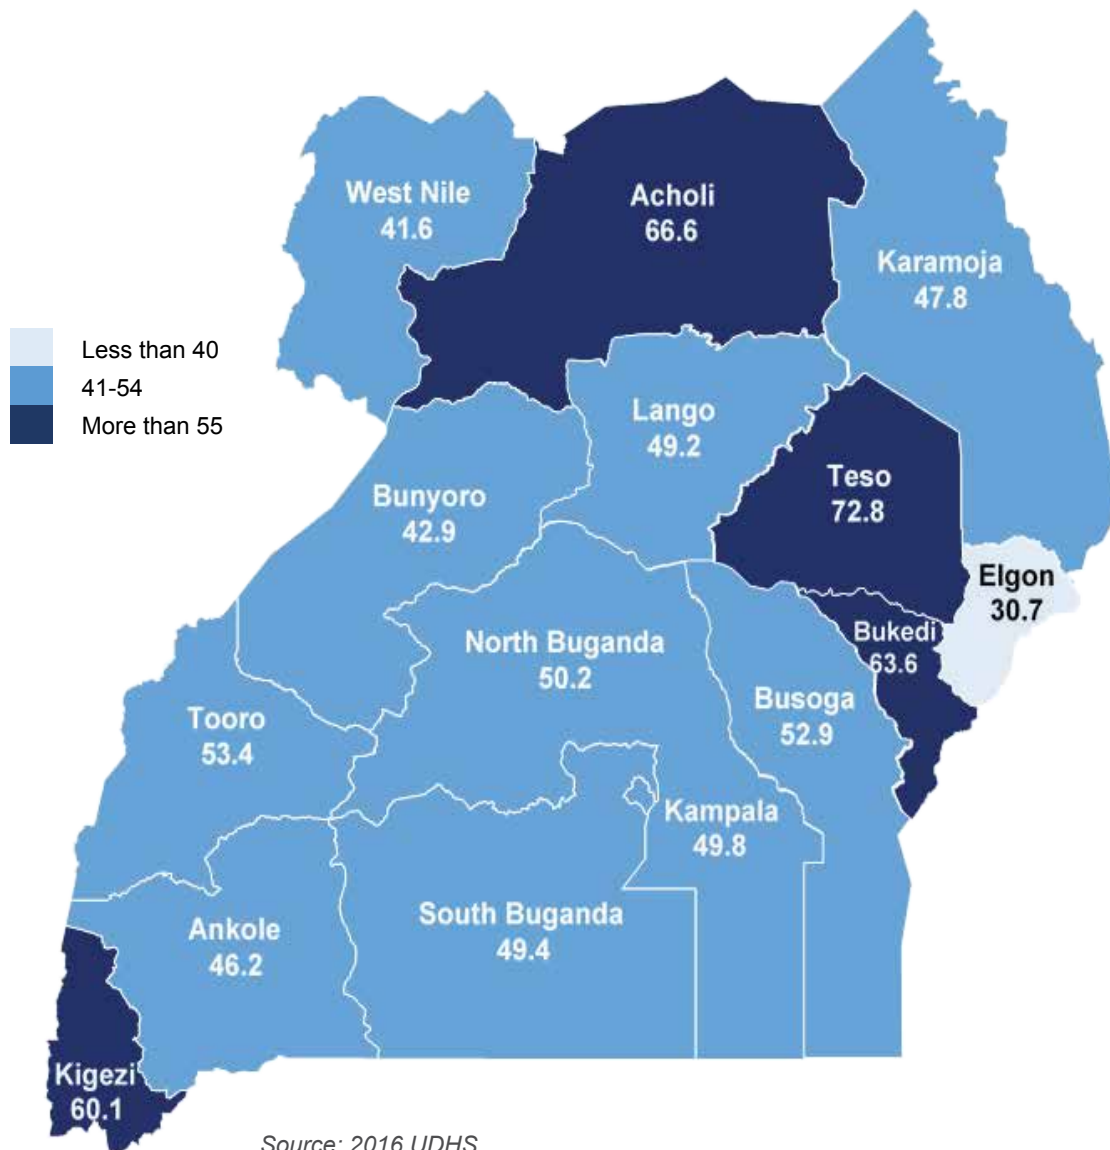 West Nile
41.6
Acholi
66.6
Karamoja
47.8
Less than 40
41-54
More than 55
Lango
49.2
Teso
72.8
Bunyoro
42.9
Elgon
30.7
Bukedi
63.6
North Buganda
50.2
Busoga
52.9
Tooro
53.4
Kampala
49.8
South Buganda
49.4
Ankole
46.2
Kigezi
60.1
Source: 2016 UDHS